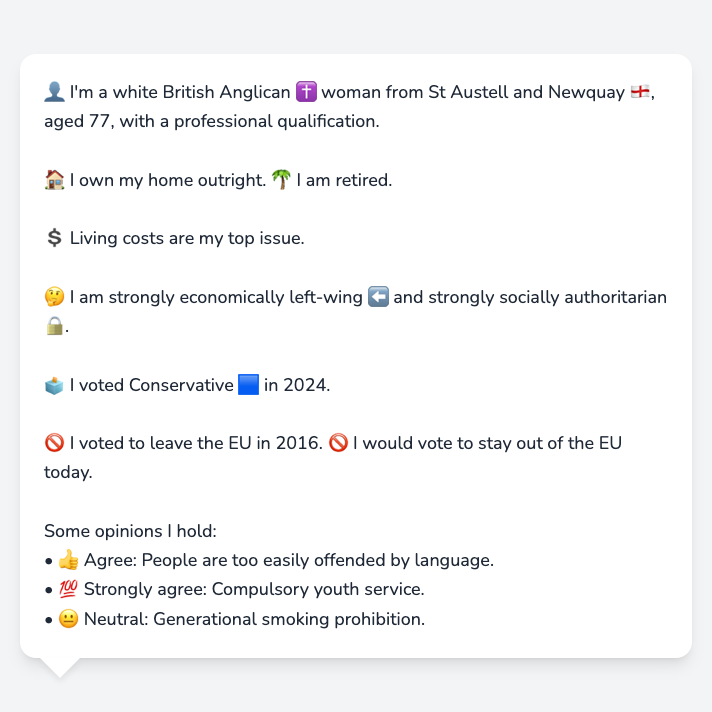 👤 I'm a white British Anglican ✝️ woman from St Austell and Newquay 🏴󠁧󠁢󠁥󠁮󠁧󠁿,
aged 77, with a professional qualification.
🏠 I own my home outright. 🌴 I am retired.
💲 Living costs are my top issue.
🤔 I am strongly economically left-wing ⬅️ and strongly socially authoritarian
🔒.
🗳️ I voted Conservative 🟦 in 2024.
🚫 I voted to leave the EU in 2016. 🚫 I would vote to stay out of the EU
today.
Some opinions I hold:
• 👍 Agree: People are too easily offended by language.
• 💯 Strongly agree: Compulsory youth service.
• 😐 Neutral: Generational smoking prohibition.